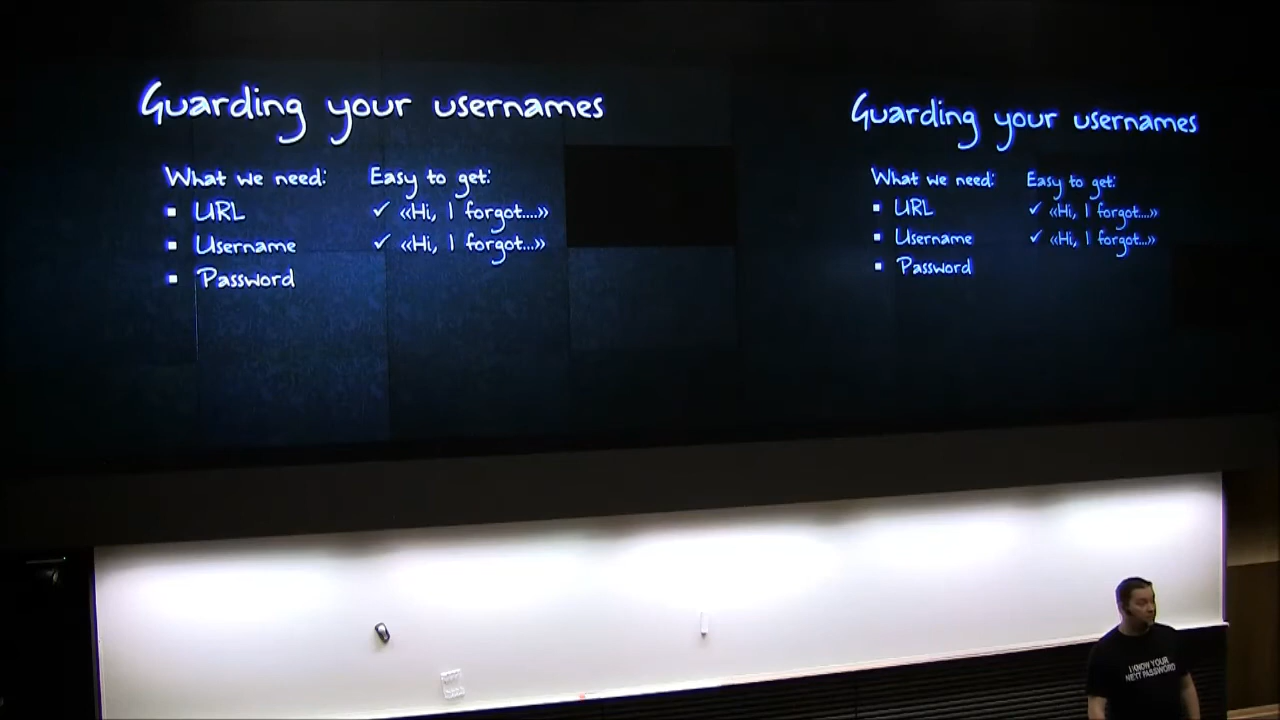 Guarding your usernames
What we need:
▪ URL
▪ Username
▪ Password
Easy to get:
✓ «Hi, I forgot....»
✓ «Hi, I forgot...»
Guarding your usernames
What we need:
▪ URL
▪ Username
▪ Password
Easy to get:
✓ «Hi, I forgot....»
✓ «Hi, I forgot...»
I KNOW YOUR
NEXT PASSWORD